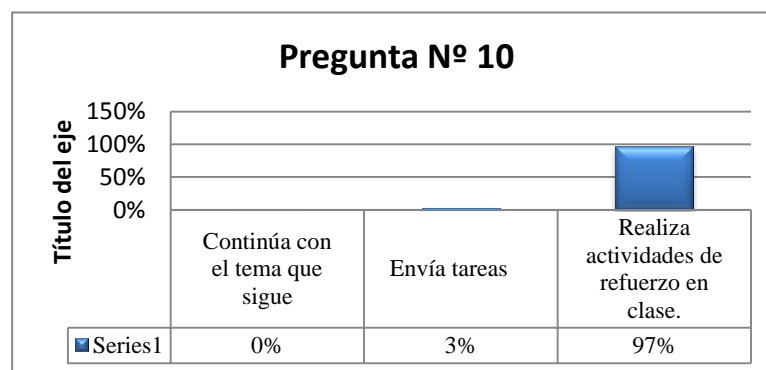 Pregunta Nº 10
Título del eje
150%
100%
50%
0%
Continúa con
el tema que
sigue
Envía tareas
Realiza
actividades de
refuerzo en
clase.
Series1 0% 3% 97%